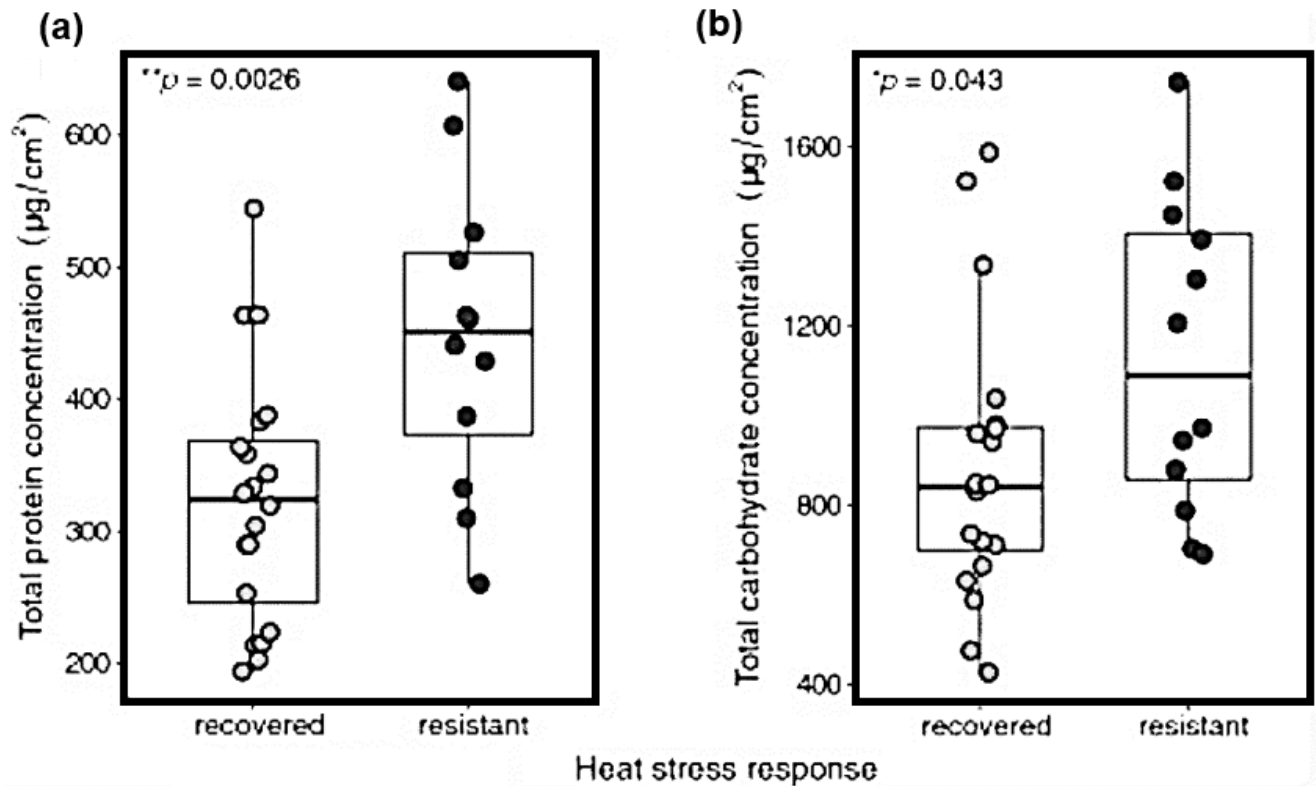 (a)
**p = 0.0026
Total protein concentration (µg/cm²)
600
500
400
300
200
recovered resistant
(b)
*p = 0.043
Total carbohydrate concentration (µg/cm²)
1600
1200
800
400
recovered resistant
Heat stress response